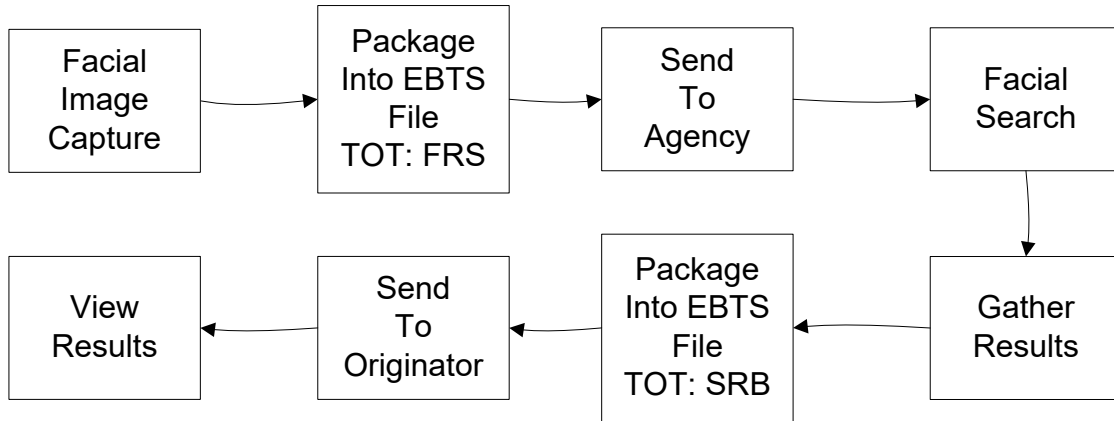 Facial
Image
Capture
Package
Into EBTS
File
TOT: FRS
Send
To
Agency
Facial
Search
Gather
Results
Package
Into EBTS
File
TOT: SRB
Send
To
Originator
View
Results